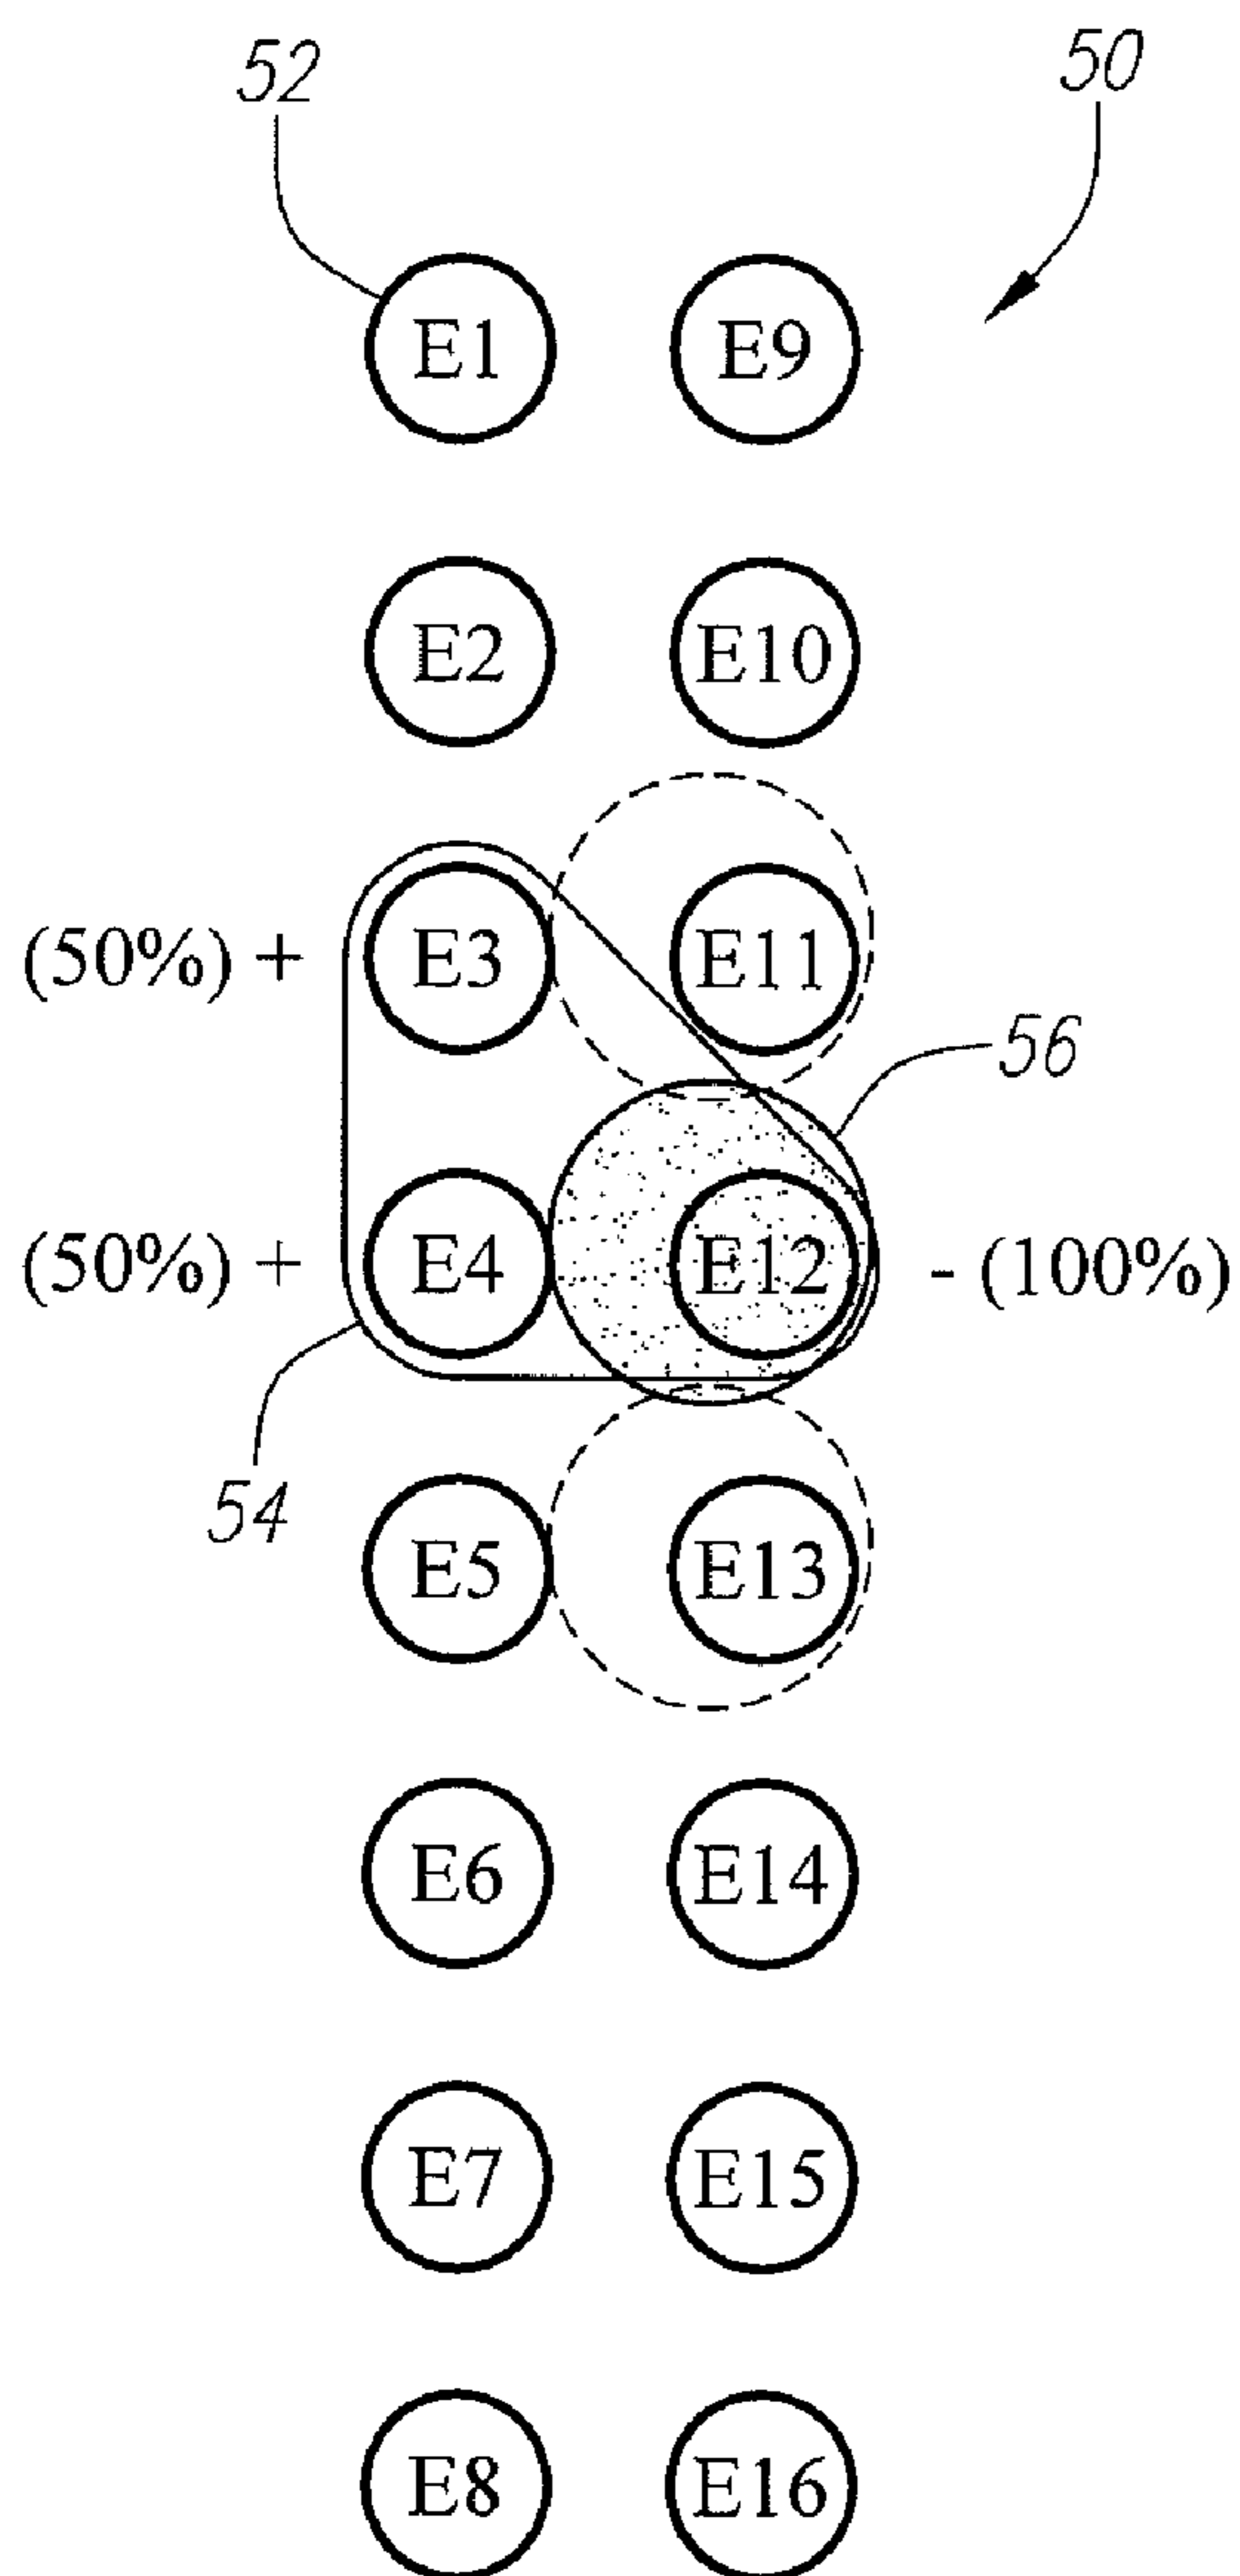 52 50
E1 E9
E2 E10
(50%) + E3 E11
56
(50%) + E4 E12 - (100%)
54
E5 E13
E6 E14
E7 E15
E8 E16